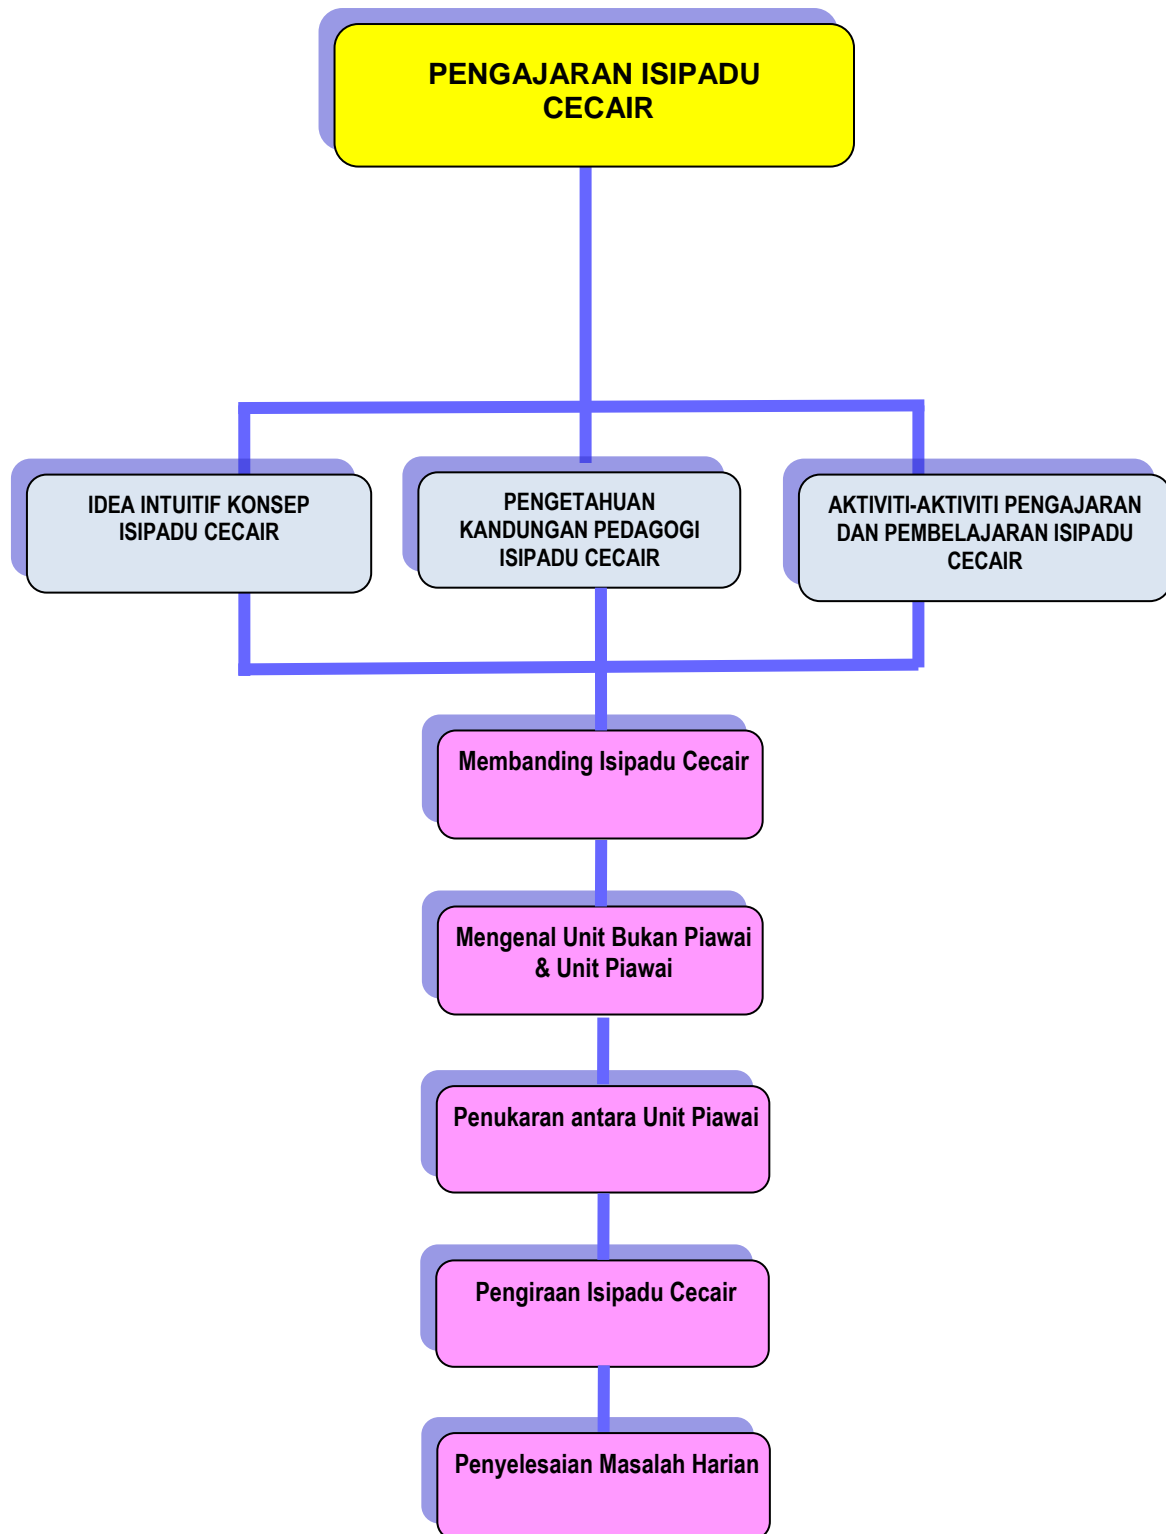 PENGAJARAN ISIPADU
CECAIR
IDEA INTUITIF KONSEP
ISIPADU CECAIR
PENGETAHUAN
KANDUNGAN PEDAGOGI
ISIPADU CECAIR
AKTIVITI-AKTIVITI PENGAJARAN
DAN PEMBELAJARAN ISIPADU
CECAIR
Membanding Isipadu Cecair
Mengenal Unit Bukan Piawai
& Unit Piawai
Penukaran antara Unit Piawai
Pengiraan Isipadu Cecair
Penyelesaian Masalah Harian